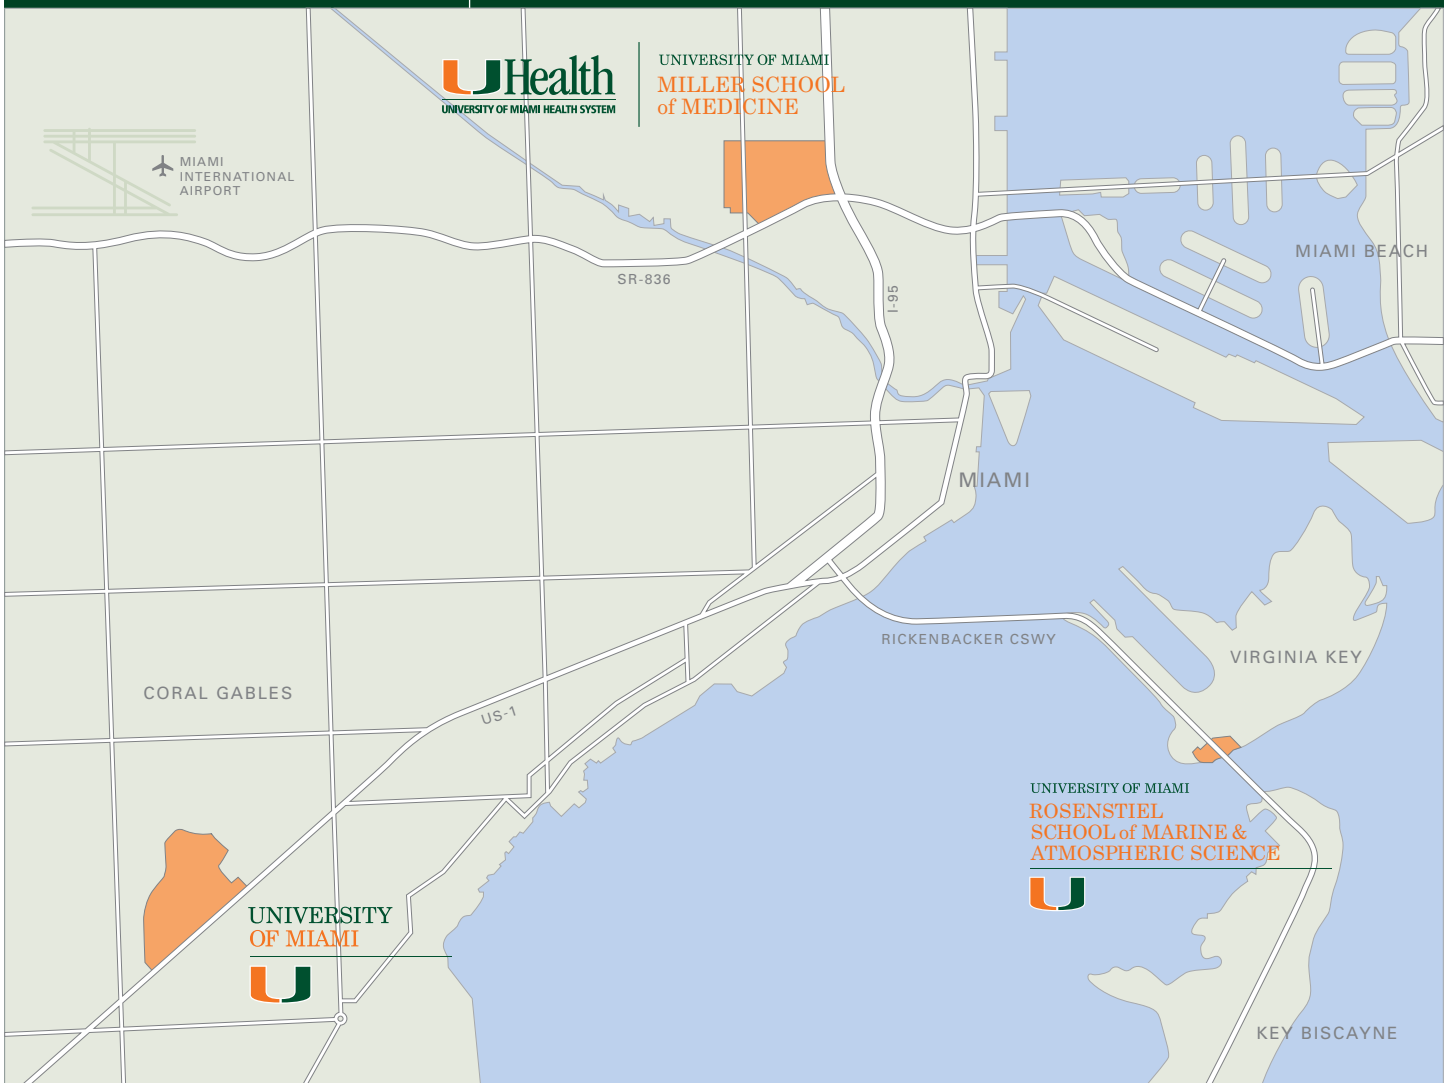 UHealth
UNIVERSITY OF MIAMI HEALTH SYSTEM
UNIVERSITY OF MIAMI
MILLER SCHOOL
of MEDICINE
MIAMI
INTERNATIONAL
AIRPORT
SR-836
I-95
MIAMI BEACH
MIAMI
RICKENBACKER CSWY
VIRGINIA KEY
CORAL GABLES
US-1
UNIVERSITY OF MIAMI
ROSENSTIEL
SCHOOL of MARINE &
ATMOSPHERIC SCIENCE
U
UNIVERSITY
OF MIAMI
U
KEY BISCAYNE